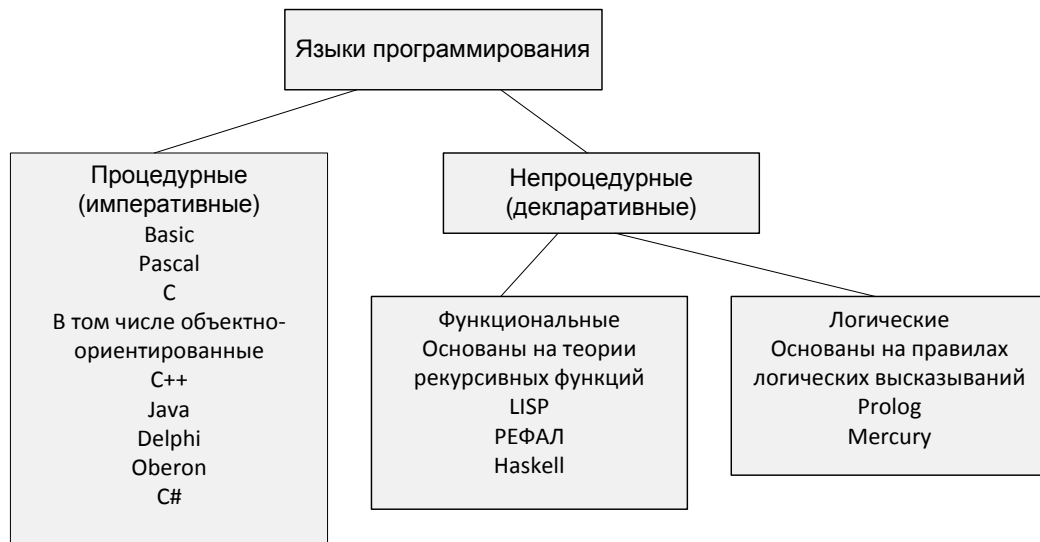 Языки программирования
Процедурные
(императивные)
Basic
Pascal
C
В том числе объектно-
ориентированные
C++
Java
Delphi
Oberon
C#
Непроцедурные
(декларативные)
Функциональные
Основаны на теории
рекурсивных функций
LISP
РЕФАЛ
Haskell
Логические
Основаны на правилах
логических высказываний
Prolog
Mercury